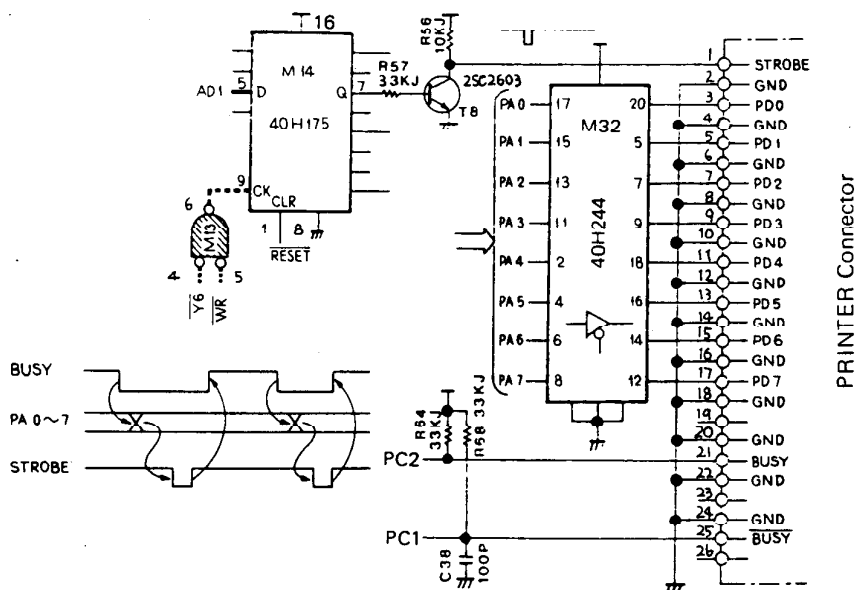 16
M14
AD1 5 D
Q 7
40H175
9 CK
CLR
1 8
RESET
6
M13
4 5
Y6
WR
R57
33KJ
R56
10KJ
2SC2603
T8
PA0 17
PA1 15
PA2 13
PA3 11
PA4 2
PA5 4
PA6 6
PA7 8
M32
40H244
20
5
7
9
18
16
14
12
1 STROBE
2 GND
3 PD0
4 GND
5 PD1
6 GND
7 PD2
8 GND
9 PD3
10 GND
11 PD4
12 GND
13 PD5
14 GND
15 PD6
16 GND
17 PD7
18 GND
19
20 GND
21 BUSY
22 GND
23
24 GND
25 BUSY
26
PRINTER Connector
BUSY
PA 0～7
STROBE
R64
33KJ
R68 33KJ
PC2
PC1
C38
100P